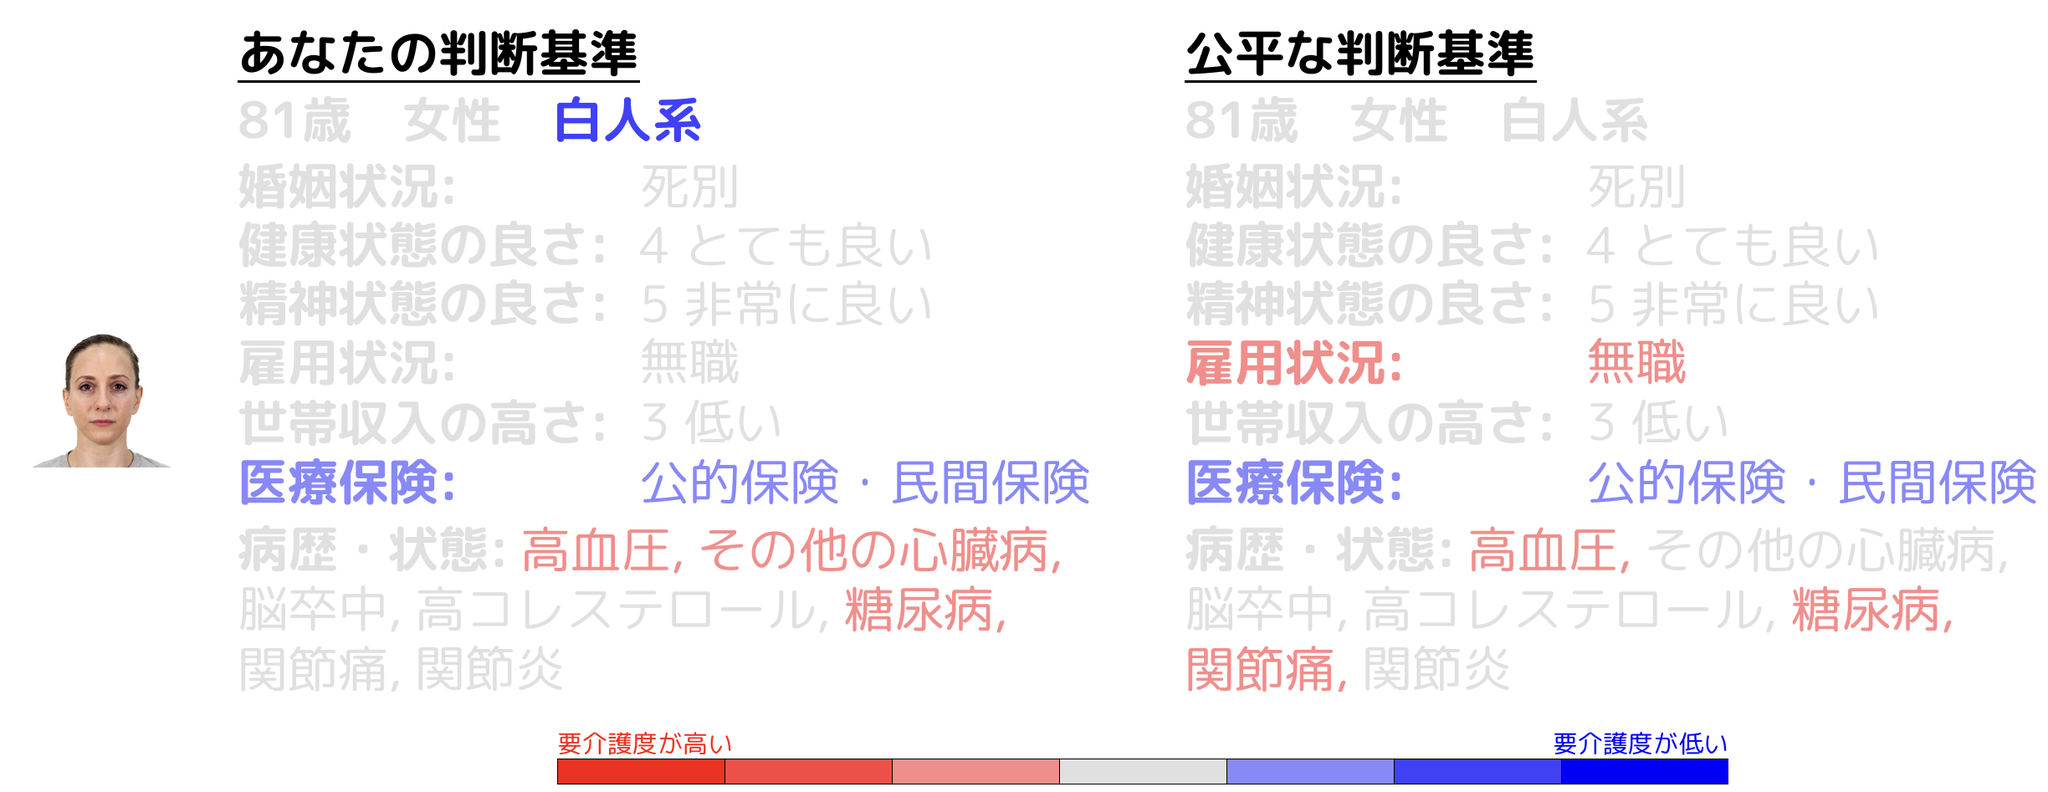 あなたの判断基準
81歳 女性 白人系
婚姻状況: 死別
健康状態の良さ: 4 とても良い
精神状態の良さ: 5 非常に良い
雇用状況: 無職
世帯収入の高さ: 3 低い
医療保険: 公的保険・民間保険
病歴・状態: 高血圧, その他の心臓病,
脳卒中, 高コレステロール, 糖尿病,
関節痛, 関節炎
公平な判断基準
81歳 女性 白人系
婚姻状況: 死別
健康状態の良さ: 4 とても良い
精神状態の良さ: 5 非常に良い
雇用状況: 無職
世帯収入の高さ: 3 低い
医療保険: 公的保険・民間保険
病歴・状態: 高血圧, その他の心臓病,
脳卒中, 高コレステロール, 糖尿病,
関節痛, 関節炎
要介護度が高い
要介護度が低い